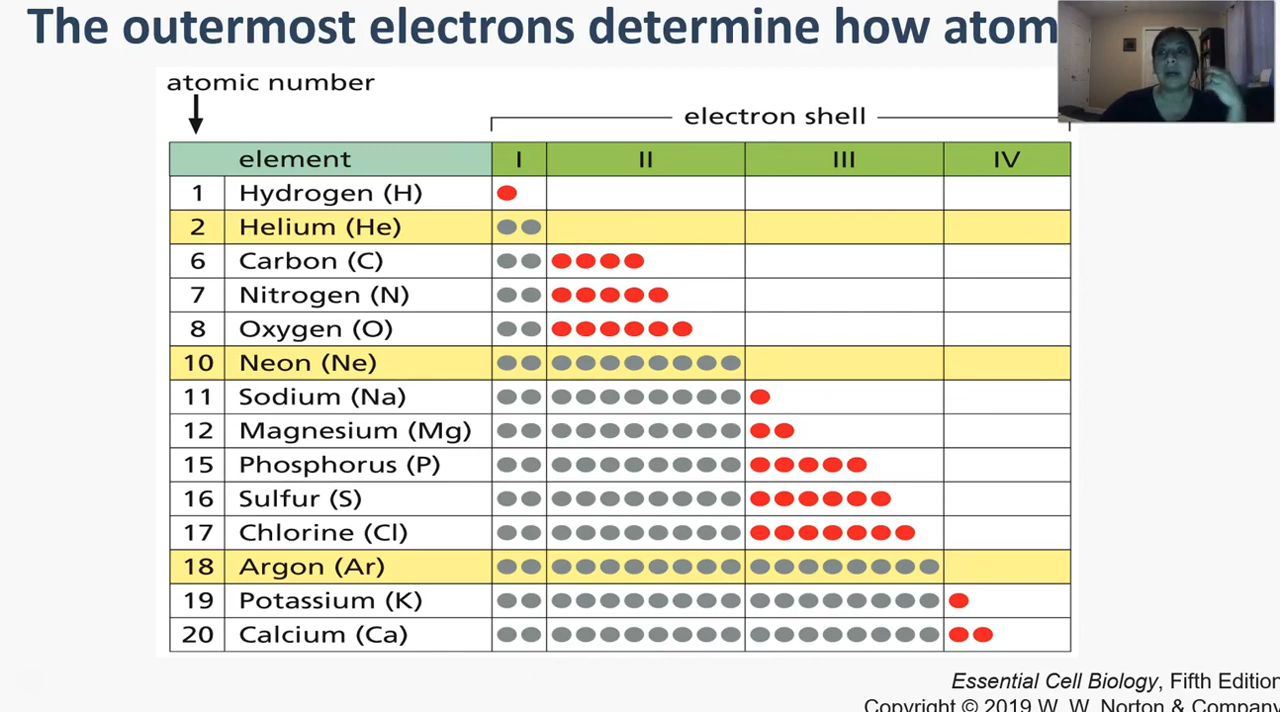 The outermost electrons determine how atom
atomic number
electron shell
element I II III IV
1 Hydrogen (H)
2 Helium (He)
6 Carbon (C)
7 Nitrogen (N)
8 Oxygen (O)
10 Neon (Ne)
11 Sodium (Na)
12 Magnesium (Mg)
15 Phosphorus (P)
16 Sulfur (S)
17 Chlorine (Cl)
18 Argon (Ar)
19 Potassium (K)
20 Calcium (Ca)
Essential Cell Biology, Fifth Edition
Copyright © 2019 W. W. Norton & Company